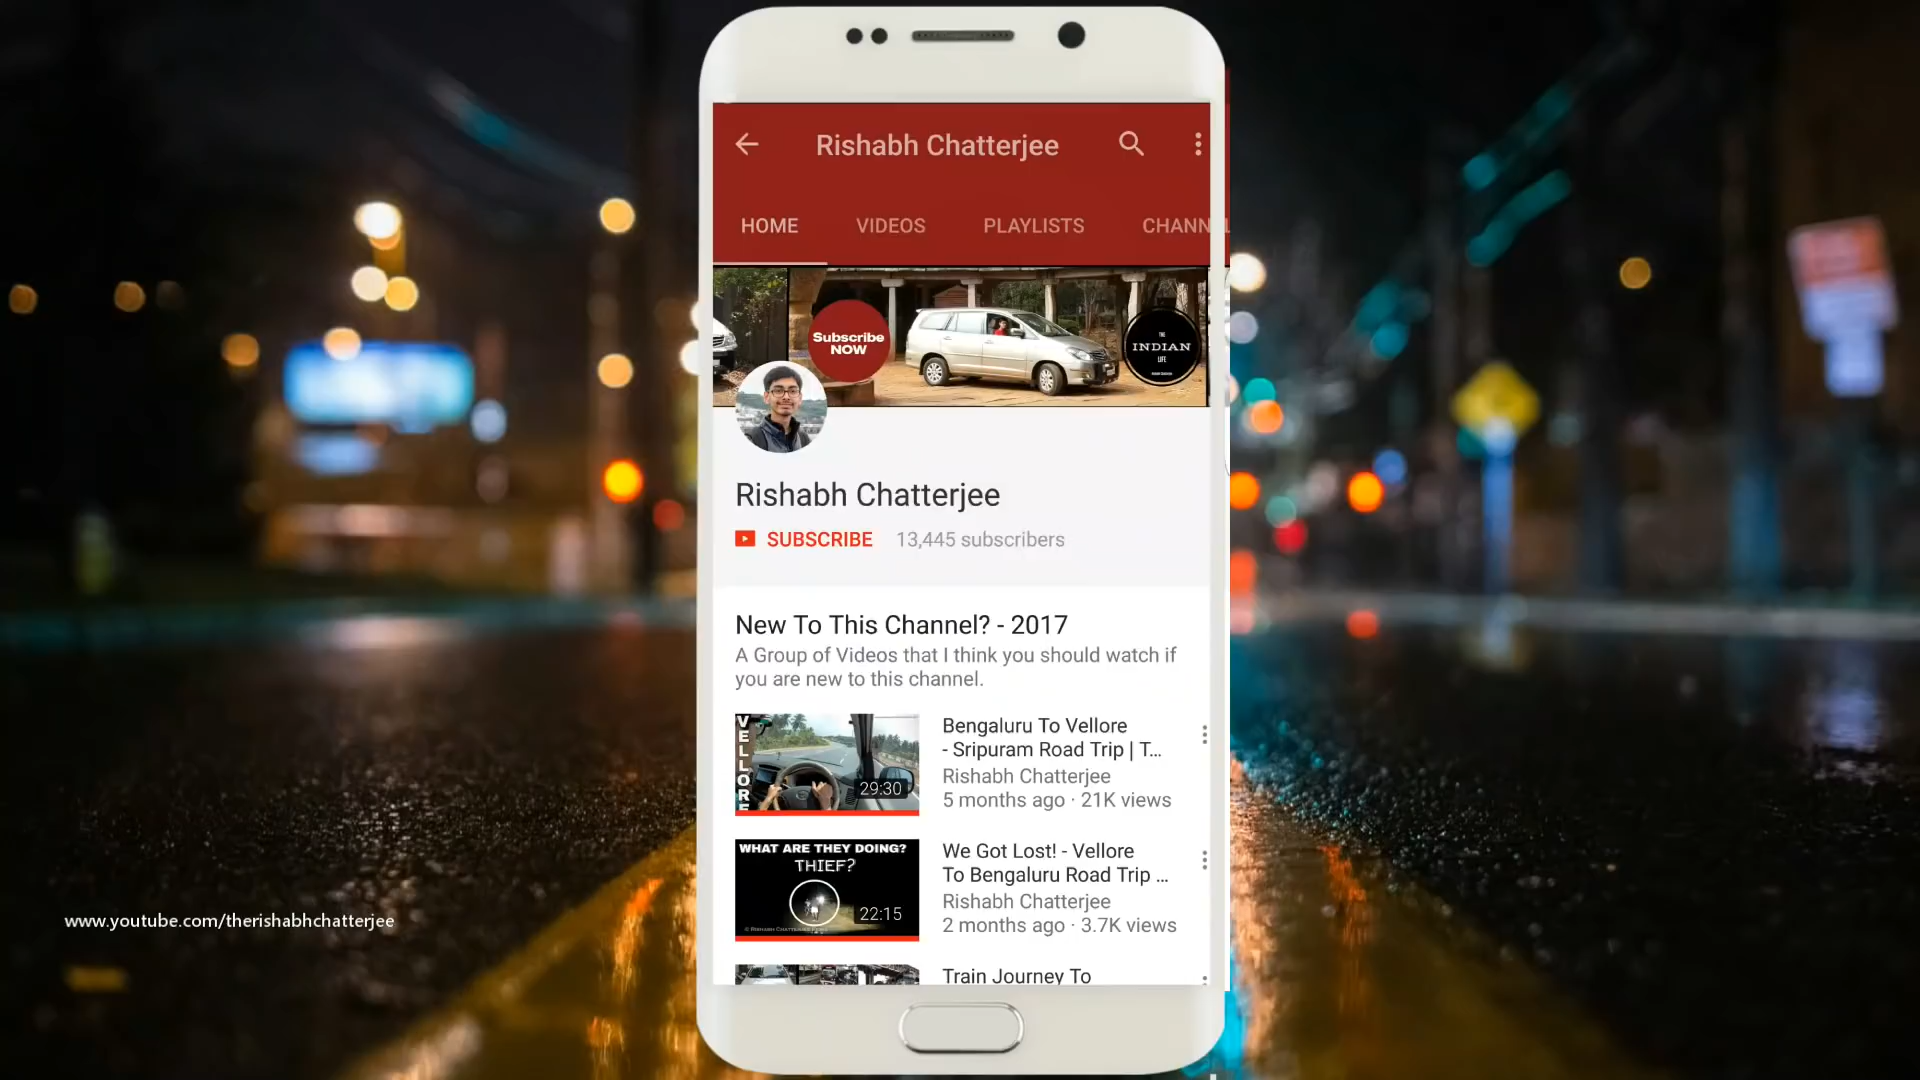 Rishabh Chatterjee
HOME VIDEOS PLAYLISTS CHANN
Subscribe
NOW
THE
INDIAN
LIFE
Rishabh Chatterjee
SUBSCRIBE 13,445 subscribers
New To This Channel? - 2017
A Group of Videos that I think you should watch if
you are new to this channel.
VELLORE
29:30
Bengaluru To Vellore
- Sripuram Road Trip | T...
Rishabh Chatterjee
5 months ago · 21K views
WHAT ARE THEY DOING?
THIEF?
22:15
We Got Lost! - Vellore
To Bengaluru Road Trip ...
Rishabh Chatterjee
2 months ago · 3.7K views
Train Journey To
www.youtube.com/therishabhchatterjee